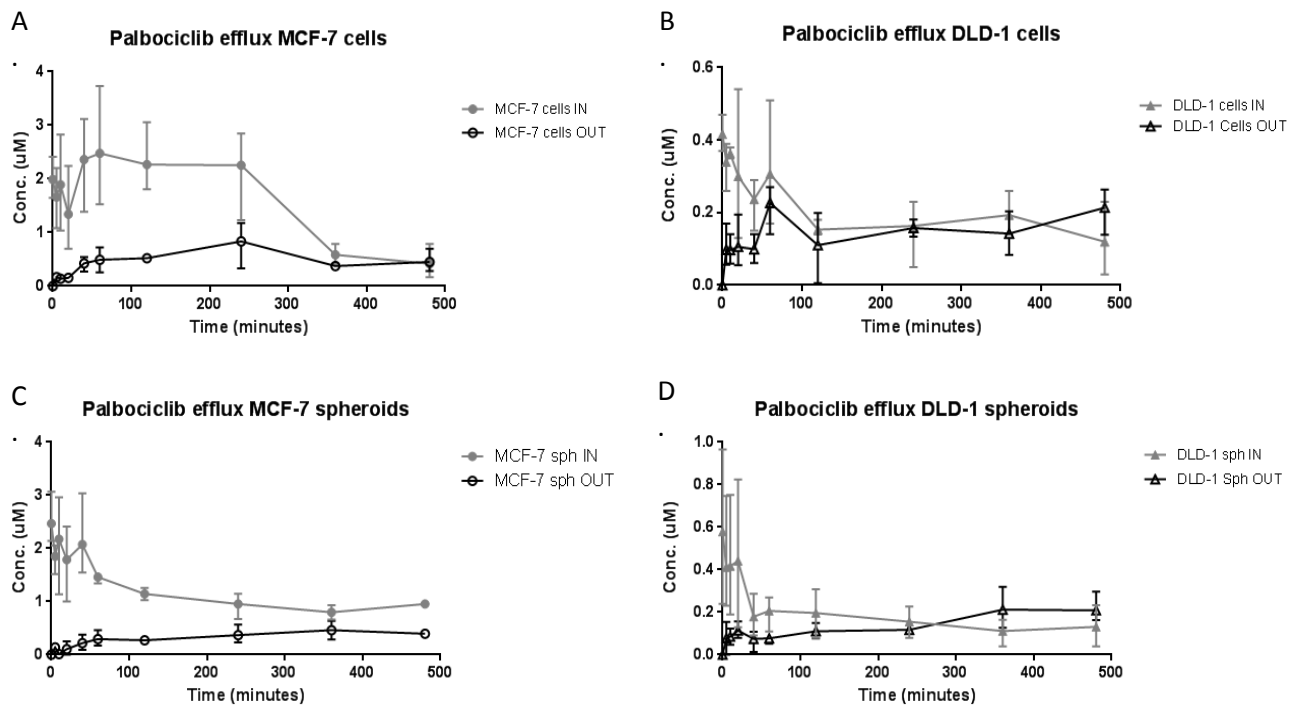 A
Palbociclib efflux MCF-7 cells
.
4
3
2
1
0
Conc. (uM)
0 100 200 300 400 500
Time (minutes)
MCF-7 cells IN
MCF-7 cells OUT
B
Palbociclib efflux DLD-1 cells
.
0.6
0.4
0.2
0.0
Conc. (uM)
0 100 200 300 400 500
Time (minutes)
DLD-1 cells IN
DLD-1 Cells OUT
C
Palbociclib efflux MCF-7 spheroids
.
4
3
2
1
0
Conc. (uM)
0 100 200 300 400 500
Time (minutes)
MCF-7 sph IN
MCF-7 sph OUT
D
Palbociclib efflux DLD-1 spheroids
.
1.0
0.8
0.6
0.4
0.2
0.0
Conc. (uM)
0 100 200 300 400 500
Time (minutes)
DLD-1 sph IN
DLD-1 Sph OUT